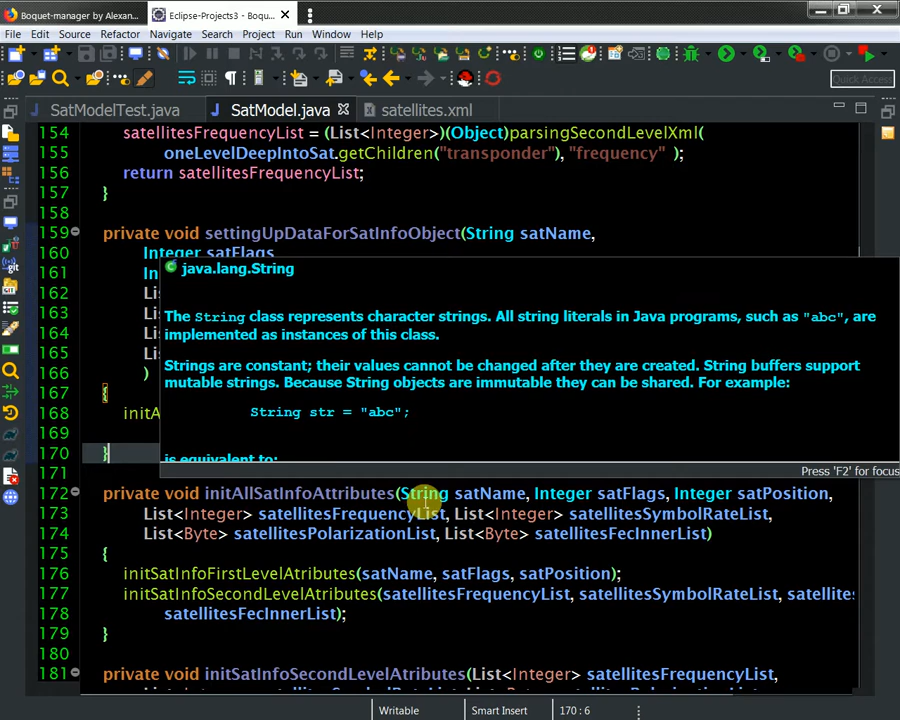 Boquet-manager by Alexan
Eclipse-Projects3 - Boqu...
File Edit Source Refactor Navigate Search Project Run Window Help
Quick Access
SatModelTest.java SatModel.java satellites.xml
154 satellitesFrequencyList = (List<Integer>)(Object)parsingSecondLevelXml(
155 oneLevelDeepIntoSat.getChildren("transponder"), "frequency" );
156 return satellitesFrequencyList;
157 }
158
159 private void settingUpDataForSatInfoObject(String satName,
160 Integer satFlags,
161 In
162 Li
163 Li
164 Li
165 Li
166 )
167 {
168 initA
169
170 }
java.lang.String
The String class represents character strings. All string literals in Java programs, such as "abc", are
implemented as instances of this class.
Strings are constant; their values cannot be changed after they are created. String buffers support
mutable strings. Because String objects are immutable they can be shared. For example:
String str = "abc";
is equivalent to:
Press 'F2' for focus
171
172 private void initAllSatInfoAttributes(String satName, Integer satFlags, Integer satPosition,
173 List<Integer> satellitesFrequencyList, List<Integer> satellitesSymbolRateList,
174 List<Byte> satellitesPolarizationList, List<Byte> satellitesFecInnerList)
175 {
176 initSatInfoFirstLevelAtributes(satName, satFlags, satPosition);
177 initSatInfoSecondLevelAtributes(satellitesFrequencyList, satellitesSymbolRateList, satellites
178 satellitesFecInnerList);
179 }
180
181 private void initSatInfoSecondLevelAtributes(List<Integer> satellitesFrequencyList,
Writable Smart Insert 170 : 6